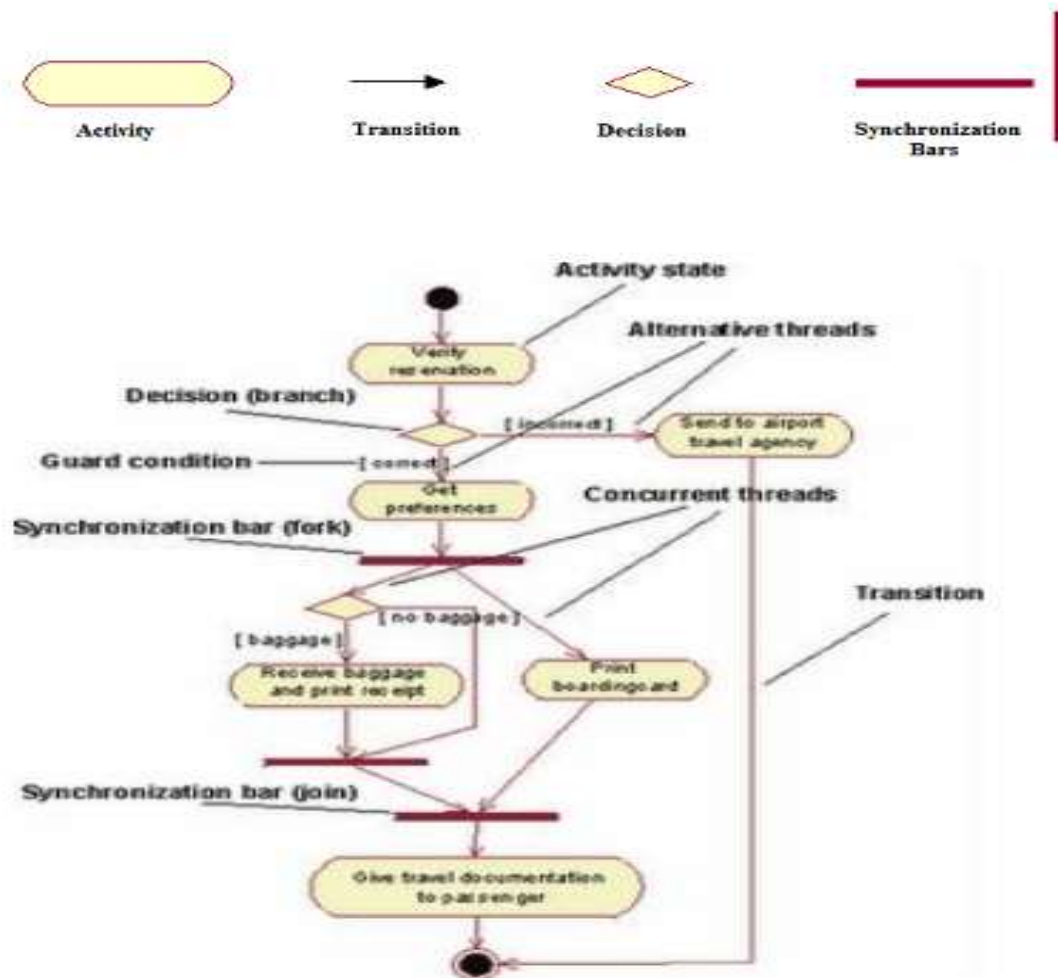 Activity
Transition
Decision
Synchronization
Bars
Activity state
Alternative threads
Verify
reservation
Decision (branch)
[ incorrect ]
Send to airport
travel agency
Guard condition
[ correct ]
Get
preferences
Concurrent threads
Synchronization bar (fork)
Transition
[ no baggage ]
[ baggage ]
Receive baggage
and print receipt
Print
boardingcard
Synchronization bar (join)
Give travel documentation
to passenger